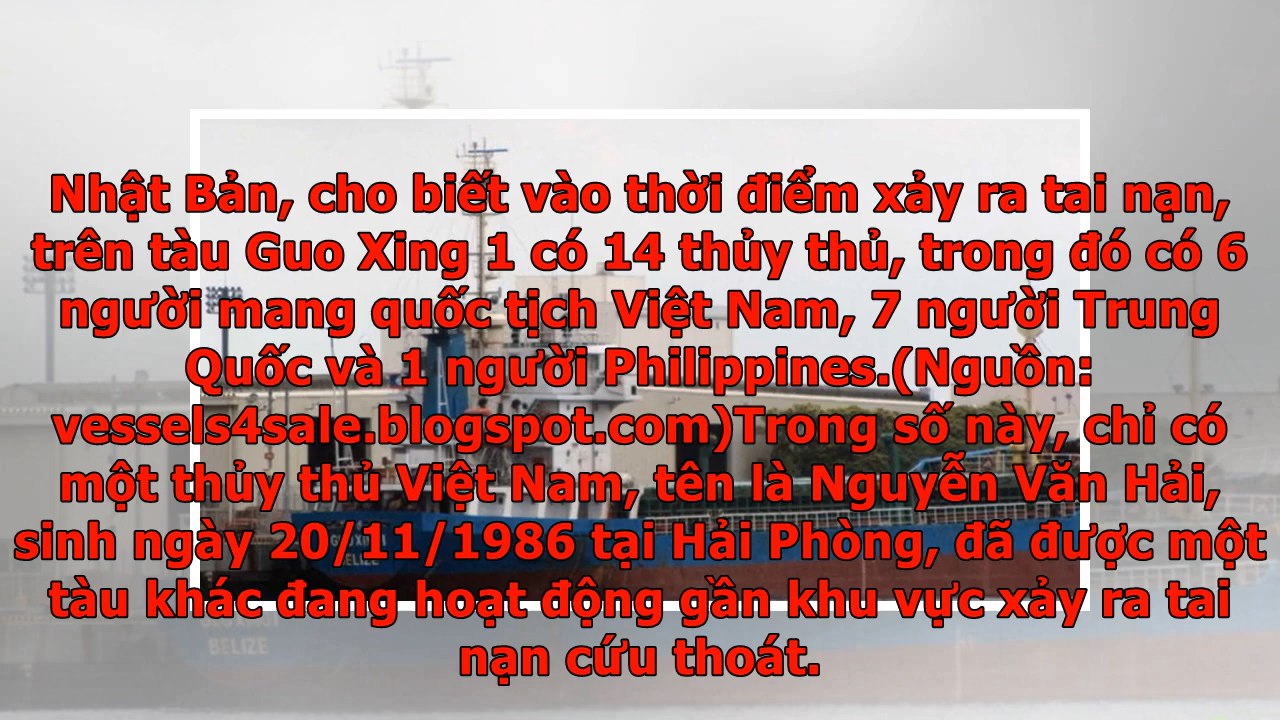 Nhật Bản, cho biết vào thời điểm xảy ra tai nạn,
trên tàu Guo Xing 1 có 14 thủy thủ, trong đó có 6
người mang quốc tịch Việt Nam, 7 người Trung
Quốc và 1 người Philippines.(Nguồn:
vessels4sale.blogspot.com)Trong số này, chỉ có
một thủy thủ Việt Nam, tên là Nguyễn Văn Hải,
sinh ngày 20/11/1986 tại Hải Phòng, đã được một
tàu khác đang hoạt động gần khu vực xảy ra tai
nạn cứu thoát.
BELIZE
BELIZE